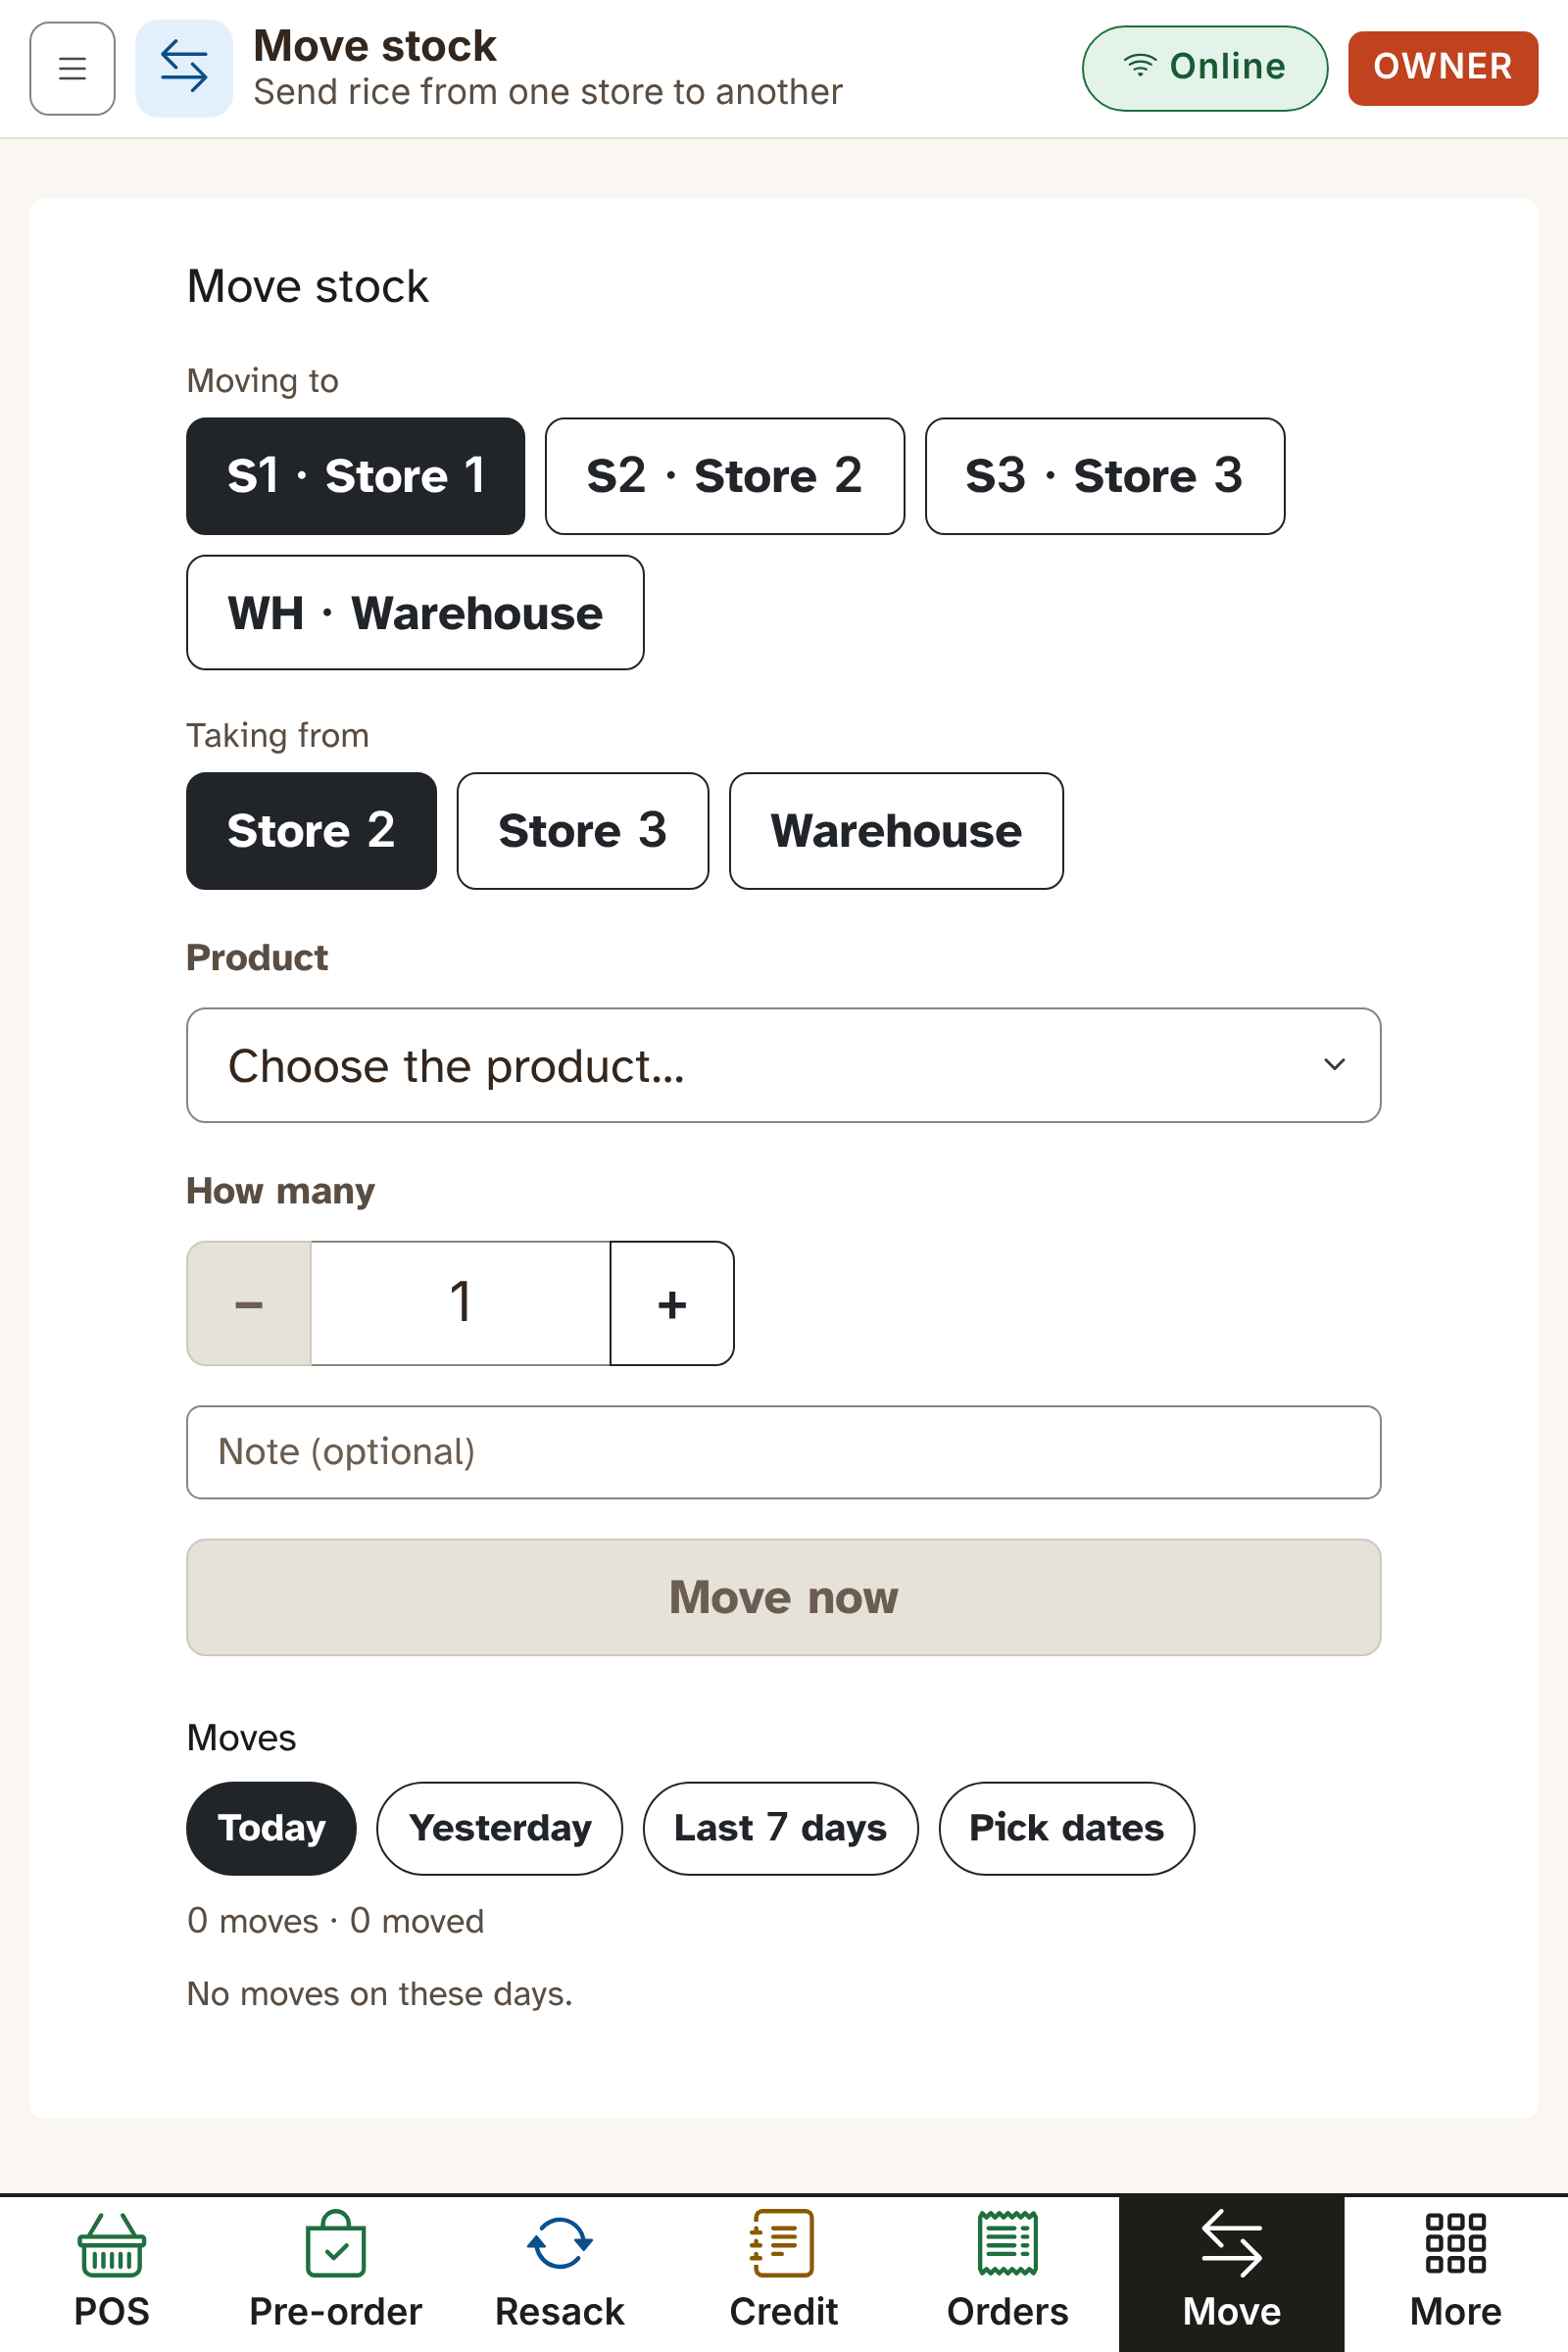 Move stock
Send rice from one store to another
Online
OWNER
Move stock
Moving to
S1 · Store 1
S2 · Store 2
S3 · Store 3
WH · Warehouse
Taking from
Store 2
Store 3
Warehouse
Product
Choose the product...
How many
−
1
+
Note (optional)
Move now
Moves
Today
Yesterday
Last 7 days
Pick dates
0 moves · 0 moved
No moves on these days.
POS
Pre-order
Resack
Credit
Orders
Move
More